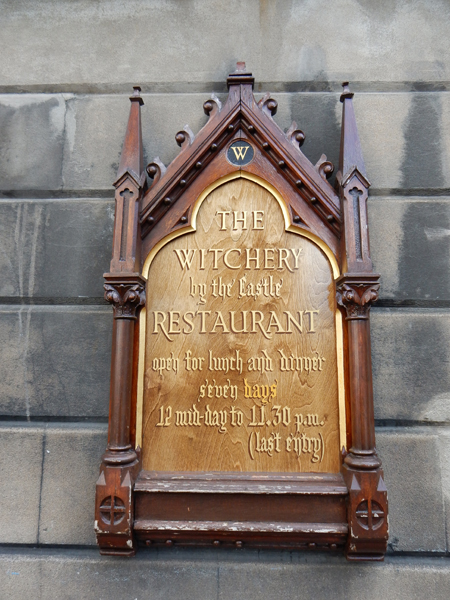 W
THE
WITCHERY
by the Castle
RESTAURANT
open for lunch and dinner
seven days
12 mid-day to 11.30 p.m.
(last entry)